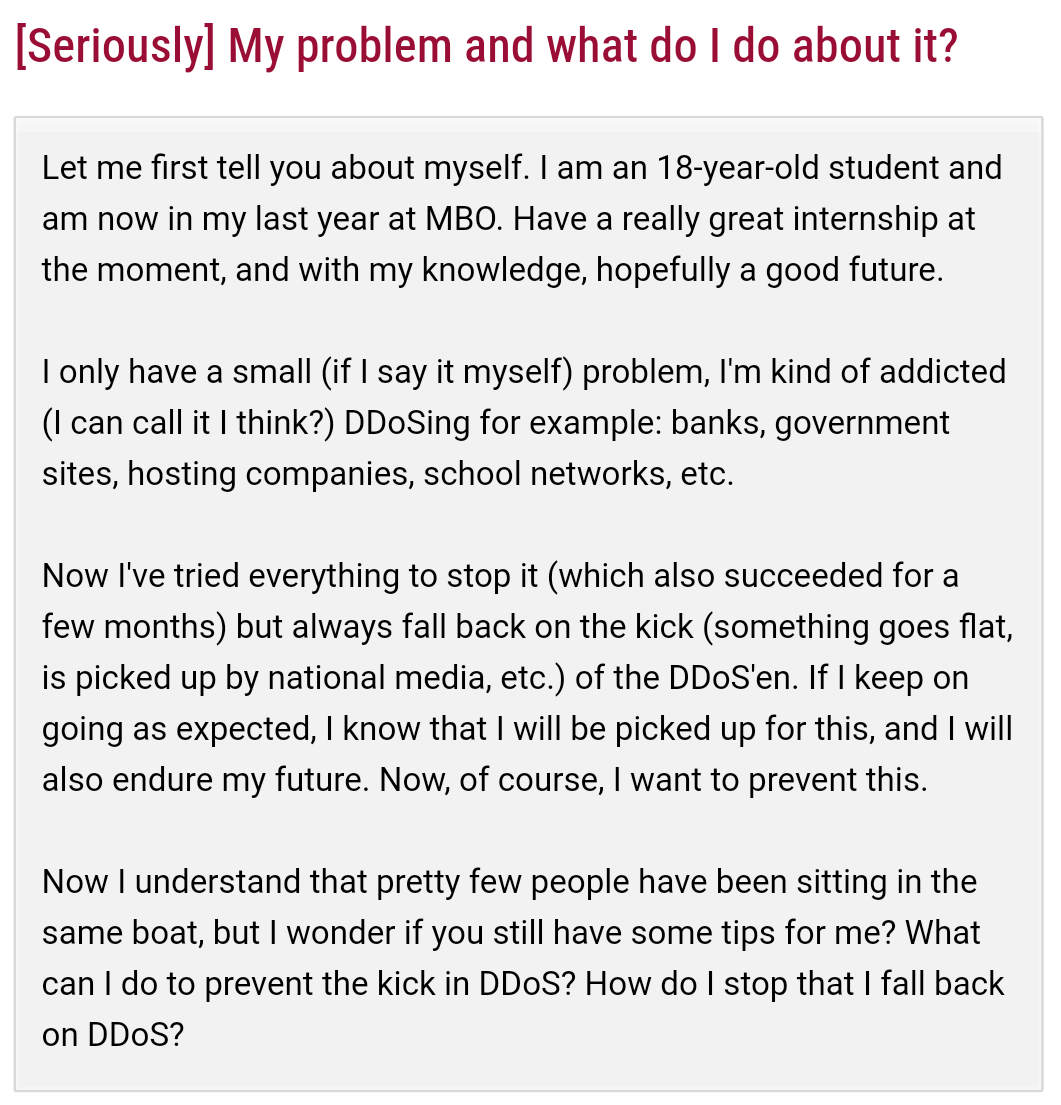 [Seriously] My problem and what do I do about it?
Let me first tell you about myself. I am an 18-year-old student and
am now in my last year at MBO. Have a really great internship at
the moment, and with my knowledge, hopefully a good future.
I only have a small (if I say it myself) problem, I'm kind of addicted
(I can call it I think?) DDoSing for example: banks, government
sites, hosting companies, school networks, etc.
Now I've tried everything to stop it (which also succeeded for a
few months) but always fall back on the kick (something goes flat,
is picked up by national media, etc.) of the DDoS'en. If I keep on
going as expected, I know that I will be picked up for this, and I will
also endure my future. Now, of course, I want to prevent this.
Now I understand that pretty few people have been sitting in the
same boat, but I wonder if you still have some tips for me? What
can I do to prevent the kick in DDoS? How do I stop that I fall back
on DDoS?